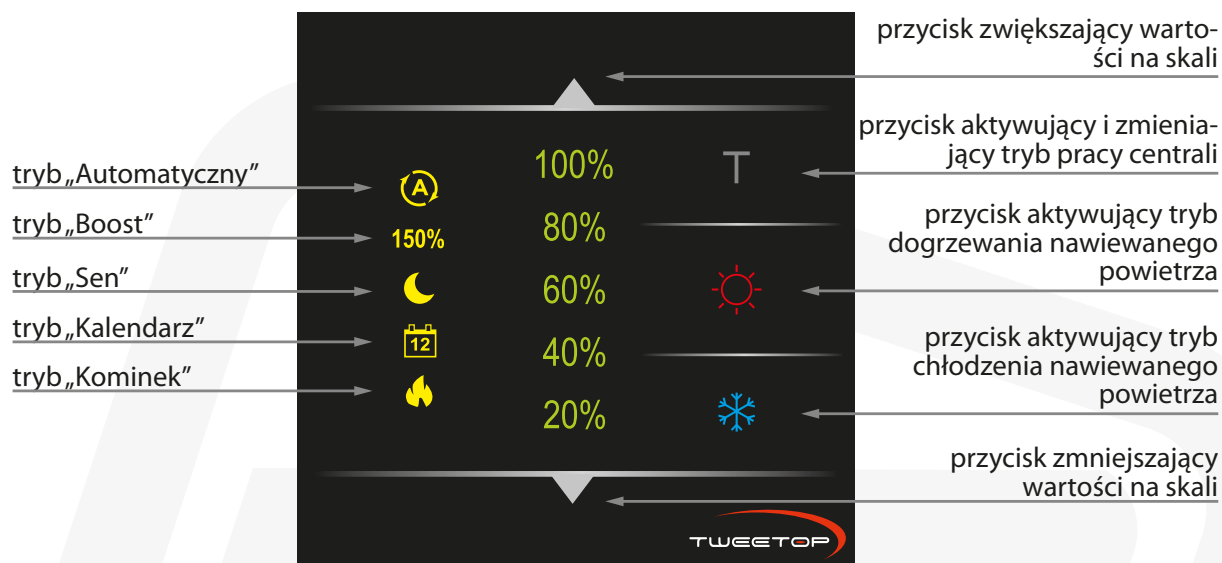 przycisk zwiększający warto-
ści na skali
przycisk aktywujący i zmienia-
jący tryb pracy centrali
przycisk aktywujący tryb
dogrzewania nawiewanego
powietrza
przycisk aktywujący tryb
chłodzenia nawiewanego
powietrza
przycisk zmniejszający
wartości na skali
tryb „Automatyczny”
tryb „Boost”
tryb „Sen”
tryb „Kalendarz”
tryb „Kominek”
A
150%
12
100%
80%
60%
40%
20%
T
TWEETOP